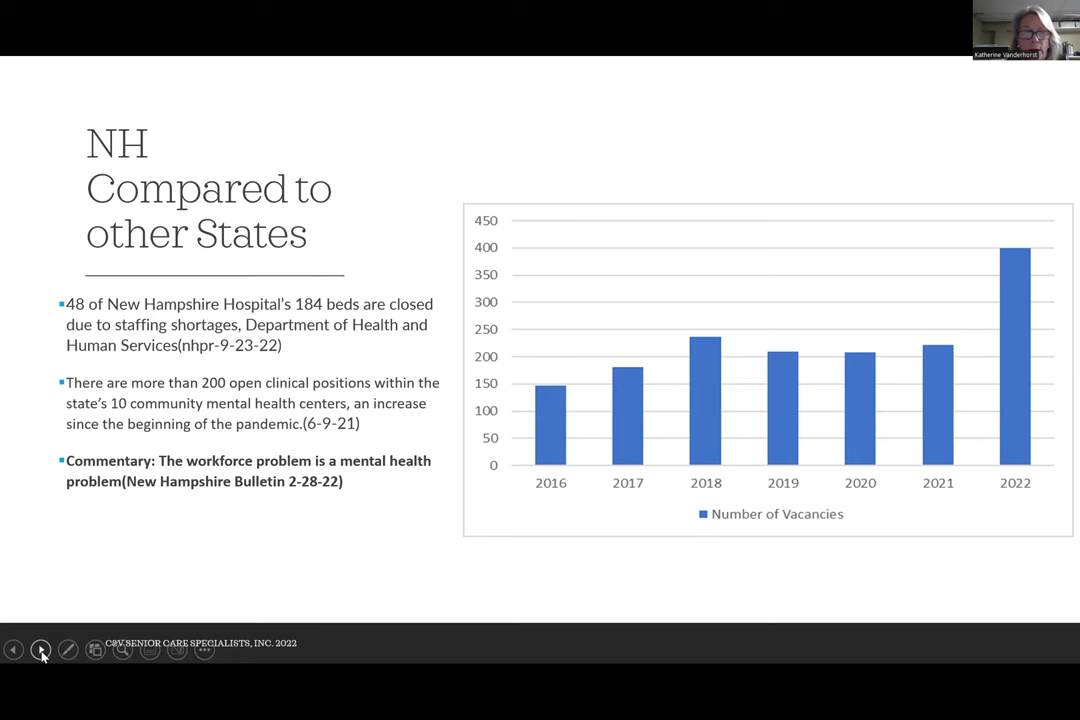 Katherine Vanderhorst
NH
Compared to
other States
48 of New Hampshire Hospital's 184 beds are closed
due to staffing shortages, Department of Health and
Human Services(nhpr-9-23-22)
There are more than 200 open clinical positions within the
state's 10 community mental health centers, an increase
since the beginning of the pandemic.(6-9-21)
Commentary: The workforce problem is a mental health
problem(New Hampshire Bulletin 2-28-22)
450
400
350
300
250
200
150
100
50
0
2016 2017 2018 2019 2020 2021 2022
Number of Vacancies
C&V SENIOR CARE SPECIALISTS, INC. 2022